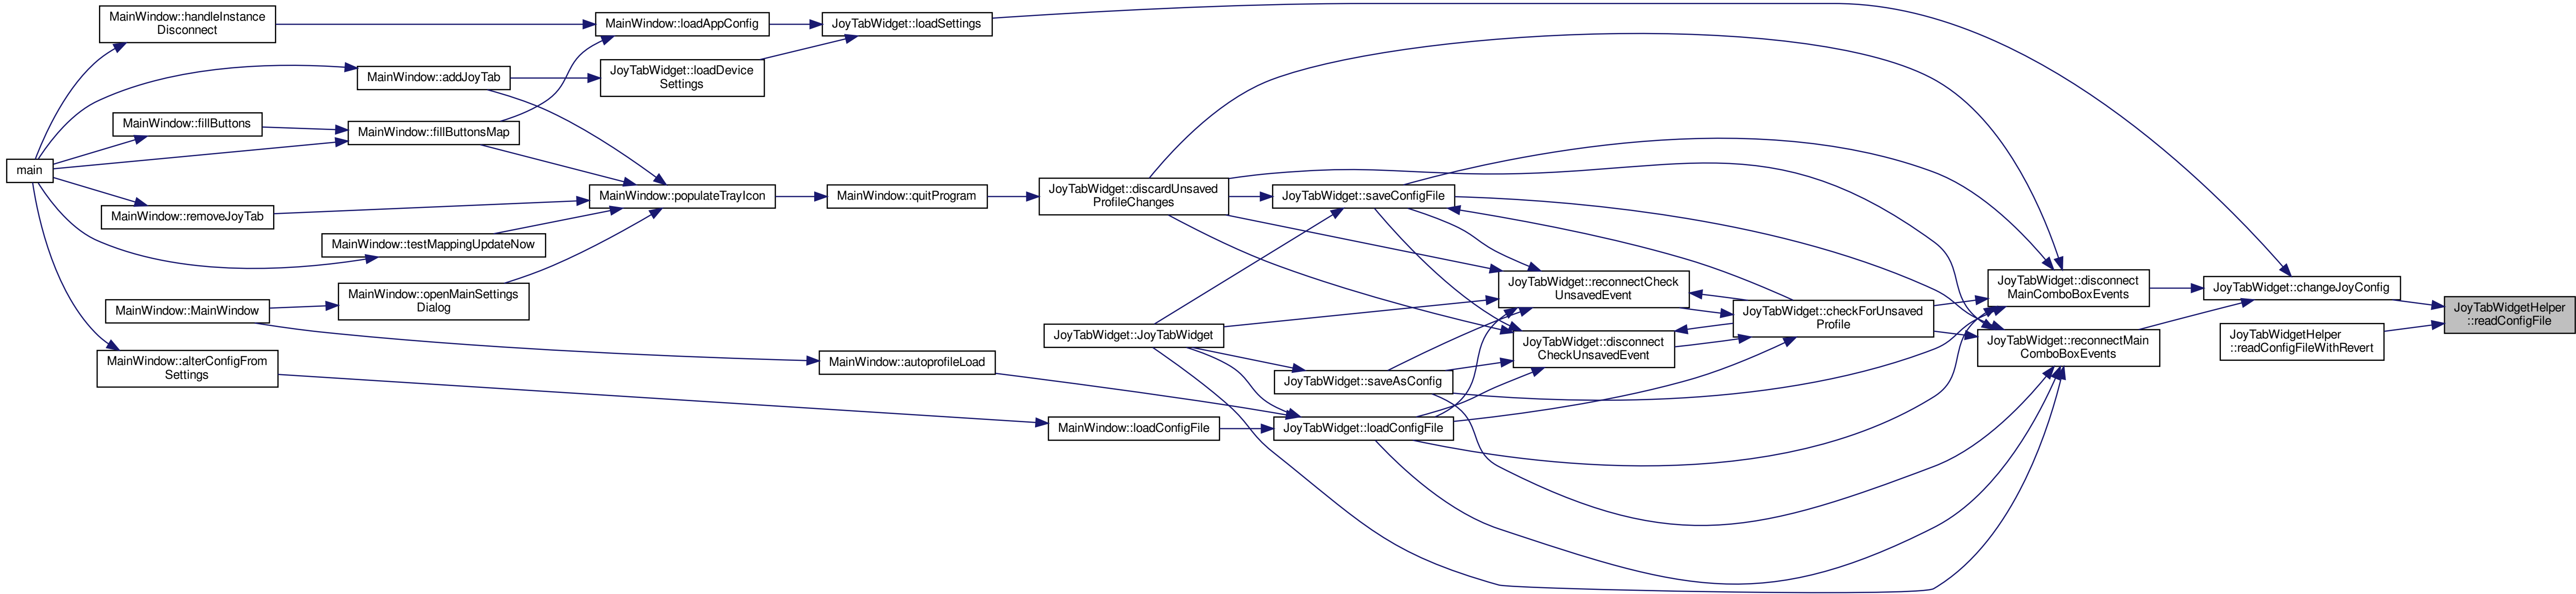 MainWindow::handleInstance
Disconnect
MainWindow::loadAppConfig
JoyTabWidget::loadSettings
MainWindow::addJoyTab
JoyTabWidget::loadDevice
Settings
MainWindow::fillButtons
MainWindow::fillButtonsMap
main
MainWindow::populateTrayIcon
MainWindow::quitProgram
JoyTabWidget::discardUnsaved
ProfileChanges
JoyTabWidget::saveConfigFile
MainWindow::removeJoyTab
MainWindow::testMappingUpdateNow
MainWindow::openMainSettings
Dialog
MainWindow::MainWindow
JoyTabWidget::reconnectCheck
UnsavedEvent
JoyTabWidget::checkForUnsaved
Profile
JoyTabWidget::disconnect
MainComboBoxEvents
JoyTabWidget::changeJoyConfig
JoyTabWidgetHelper
::readConfigFile
JoyTabWidget::JoyTabWidget
JoyTabWidget::disconnect
CheckUnsavedEvent
JoyTabWidget::reconnectMain
ComboBoxEvents
JoyTabWidgetHelper
::readConfigFileWithRevert
MainWindow::alterConfigFrom
Settings
MainWindow::autoprofileLoad
JoyTabWidget::saveAsConfig
MainWindow::loadConfigFile
JoyTabWidget::loadConfigFile